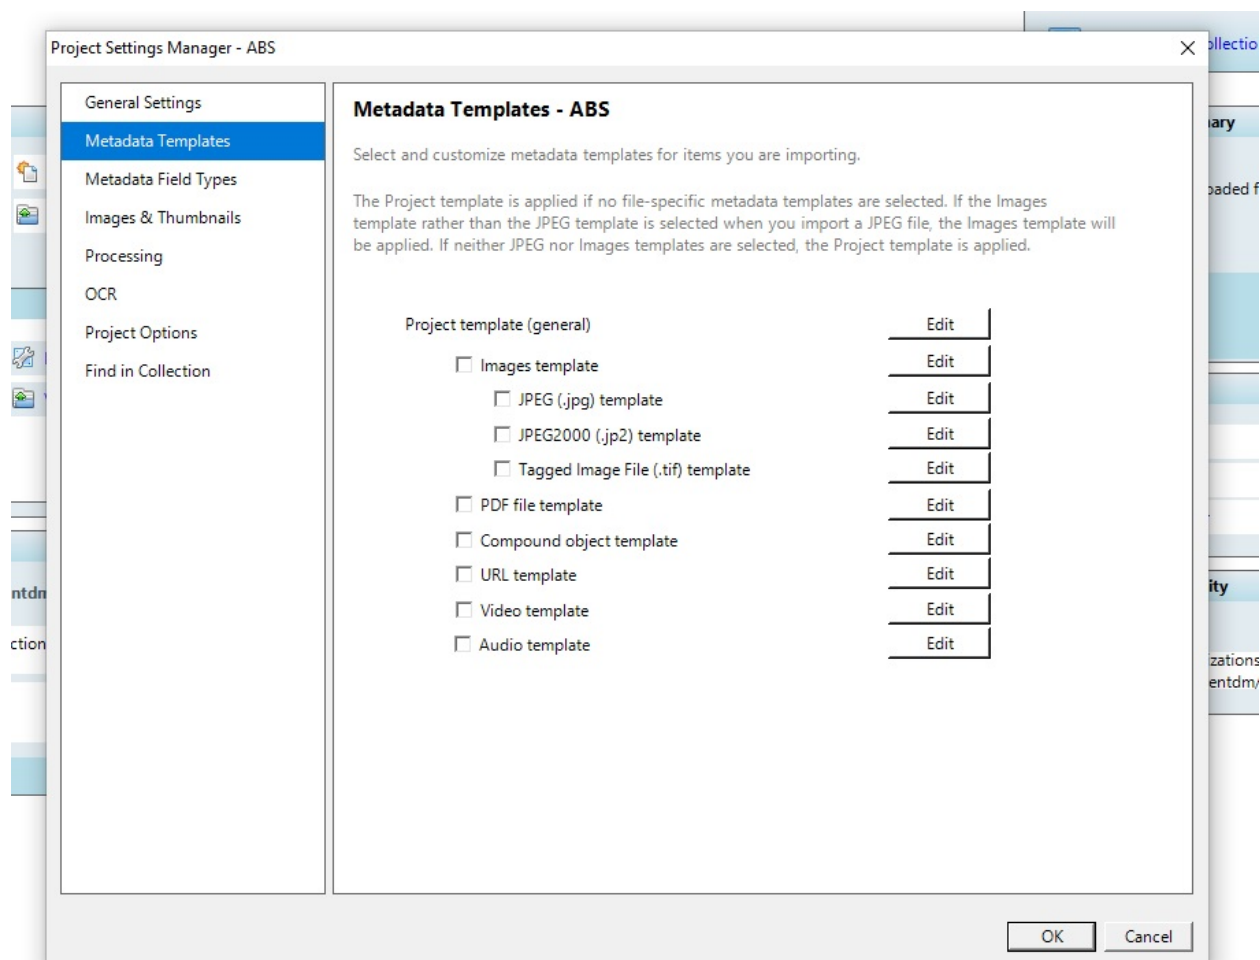 Project Settings Manager - ABS
General Settings
Metadata Templates
Metadata Field Types
Images & Thumbnails
Processing
OCR
Project Options
Find in Collection
Metadata Templates - ABS
Select and customize metadata templates for items you are importing.
The Project template is applied if no file-specific metadata templates are selected. If the Images
template rather than the JPEG template is selected when you import a JPEG file, the Images template will
be applied. If neither JPEG nor Images templates are selected, the Project template is applied.
Project template (general) Edit
Images template Edit
JPEG (.jpg) template Edit
JPEG2000 (.jp2) template Edit
Tagged Image File (.tif) template Edit
PDF file template Edit
Compound object template Edit
URL template Edit
Video template Edit
Audio template Edit
OK Cancel